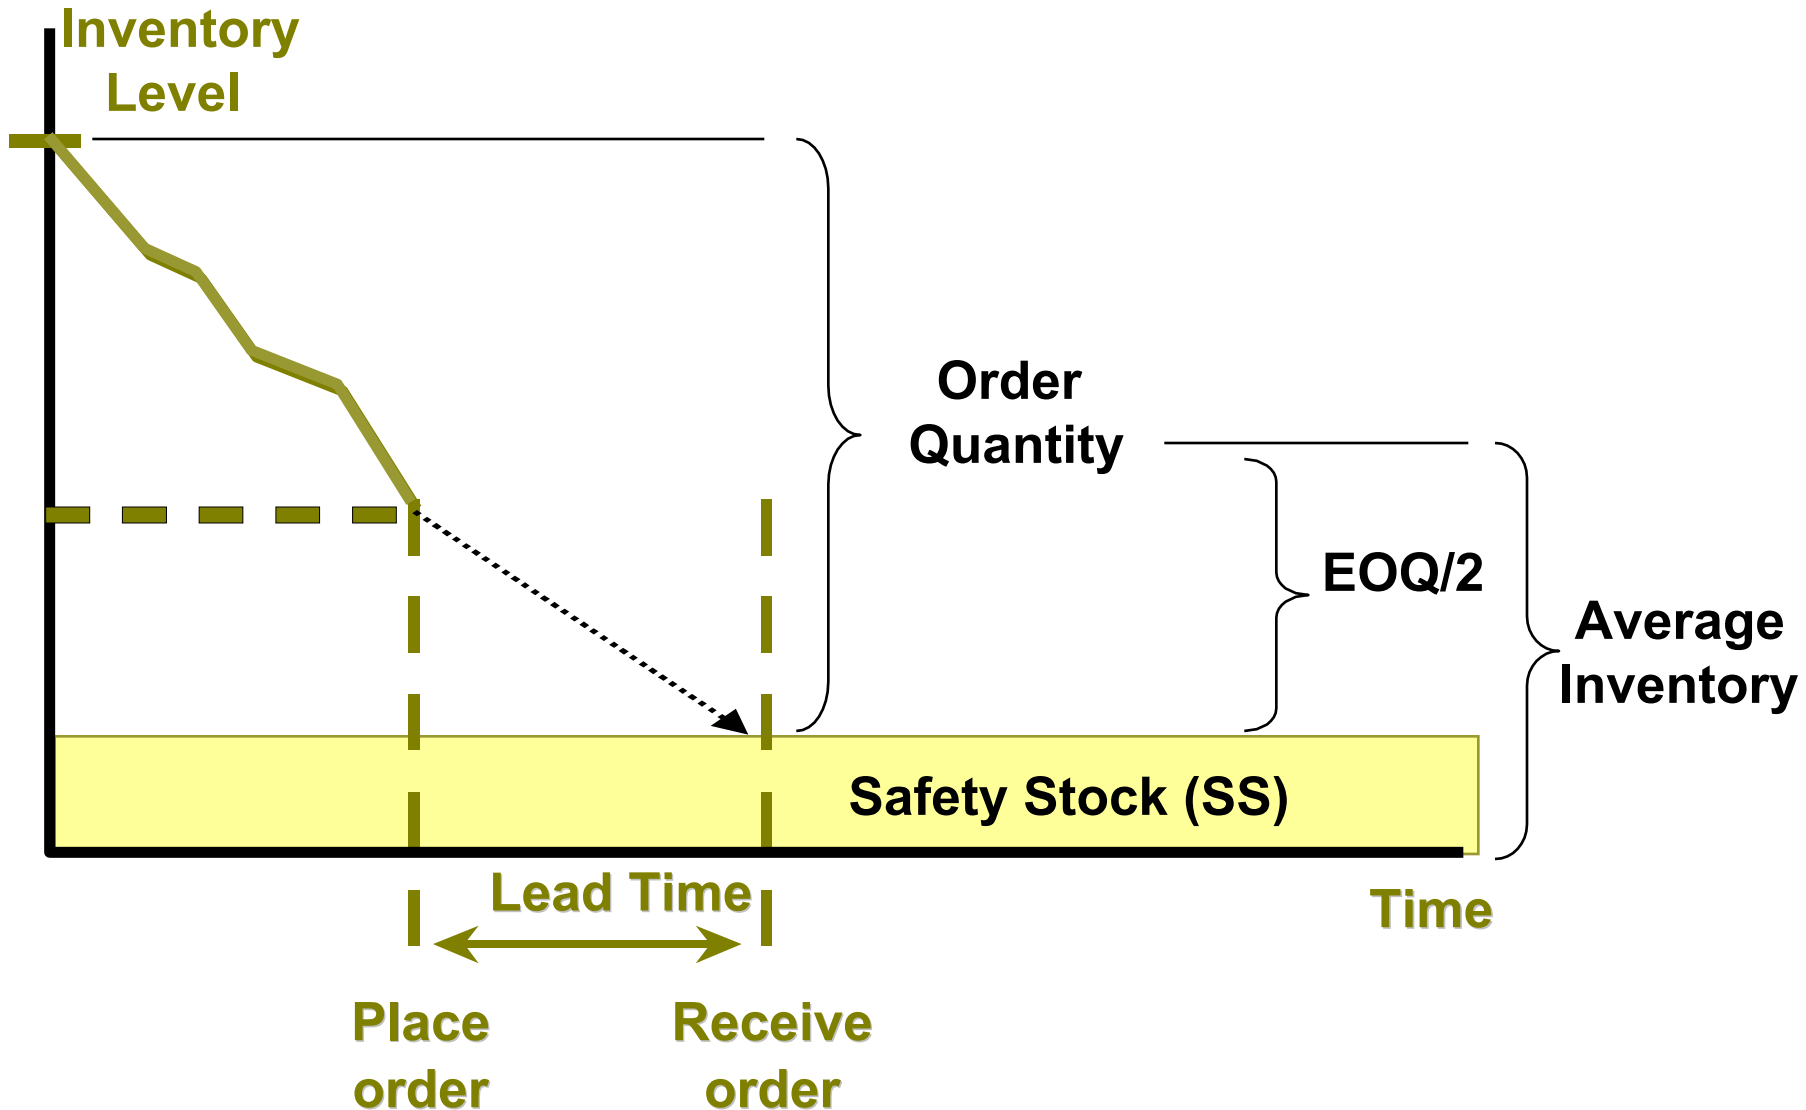 Inventory
Level
Order
Quantity
EOQ/2
Average
Inventory
Safety Stock (SS)
Lead Time
Time
Place
order
Receive
order